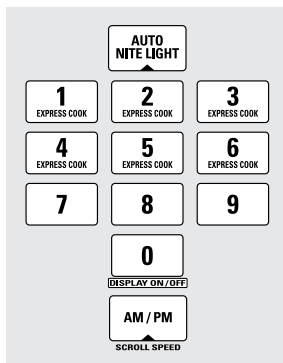 AUTO
NITE LIGHT
1 2 3
EXPRESS COOK EXPRESS COOK EXPRESS COOK
4 5 6
EXPRESS COOK EXPRESS COOK EXPRESS COOK
7 8 9
0
DISPLAY ON/OFF
AM / PM
SCROLL SPEED